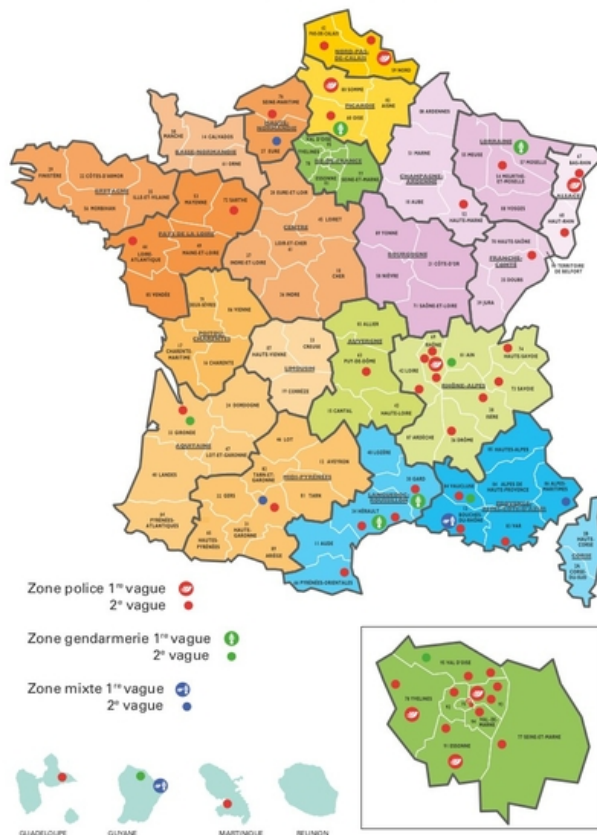 62
PAS-DE-CALAIS
NORD-PAS-
DE-CALAIS
59 NORD
80 SOMME
PICARDIE
02
AISNE
60 OISE
76
SEINE-MARITIME
HAUTE-
NORMANDIE
27 EURE
50
MANCHE
14 CALVADOS
BASSE-NORMANDIE
61 ORNE
VAL D'OISE
YVELINES
ILE-DE-FRANCE
ESSONNE
SEINE-ET-MARNE
08 ARDENNES
51 MARNE
CHAMPAGNE-
ARDENNE
10 AUBE
52
HAUTE-MARNE
LORRAINE
55 MEUSE
57 MOSELLE
54 MEURTHE-
ET-MOSELLE
88 VOSGES
67
BAS-RHIN
ALSACE
68
HAUT-RHIN
90 TERRITOIRE
DE BELFORT
29
FINISTÈRE
22 CÔTES-D'ARMOR
BRETAGNE
56 MORBIHAN
35
ILLE-ET-VILAINE
53
MAYENNE
72 SARTHE
PAYS DE LA LOIRE
44
LOIRE
ATLANTIQUE
49
MAINE-ET-LOIRE
85 VENDÉE
28 EURE-ET-LOIR
45 LOIRET
CENTRE
LOIR-ET-CHER
41
37
INDRE-ET-LOIRE
18
CHER
36 INDRE
89 YONNE
BOURGOGNE
21 CÔTE-D'OR
58 NIÈVRE
71 SAÔNE-ET-LOIRE
70 HAUTE-SAÔNE
FRANCHE-
COMTÉ
25 DOUBS
39 JURA
79
DEUX-SÈVRES
86 VIENNE
POITOU-
CHARENTES
17
CHARENTE-
MARITIME
16 CHARENTE
87
HAUTE-VIENNE
23
CREUSE
LIMOUSIN
19 CORRÈZE
03 ALLIER
AUVERGNE
63
PUY-DE-DÔME
15 CANTAL
43
HAUTE-LOIRE
69
RHÔNE
01 AIN
74
HAUTE-SAVOIE
42 LOIRE
RHÔNE-ALPES
73 SAVOIE
38
ISÈRE
07 ARDÈCHE
26 DRÔME
24 DORDOGNE
33 GIRONDE
AQUITAINE
47
LOT-ET-GARONNE
40 LANDES
64
PYRÉNÉES-
ATLANTIQUES
46 LOT
12 AVEYRON
82
TARN-ET-
GARONNE
MIDI-PYRÉNÉES
32 GERS
81 TARN
31
HAUTE-
GARONNE
65
HAUTES
PYRÉNÉES
09
ARIÈGE
48 LOZÈRE
30 GARD
LANGUEDOC-
ROUSSILLON
34 HÉRAULT
11 AUDE
66 PYRÉNÉES-ORIENTALES
05 HAUTES-ALPES
84 VAUCLUSE
04 ALPES
DE HAUTE-PROVENCE
06 ALPES-
MARITIMES
BOUCHES-
DU-RHÔNE
83 VAR
2B
HAUTE-
CORSE
CORSE
2A
CORSE-
DU-SUD
Zone police 1re vague
2e vague
Zone gendarmerie 1re vague
2e vague
Zone mixte 1re vague
2e vague
95 VAL D'OISE
78 YVELINES
92
VAL-DE-
MARNE
77 SEINE-ET-MARNE
91 ESSONNE
GUADELOUPE
GUYANE
MARTINIQUE
REUNION